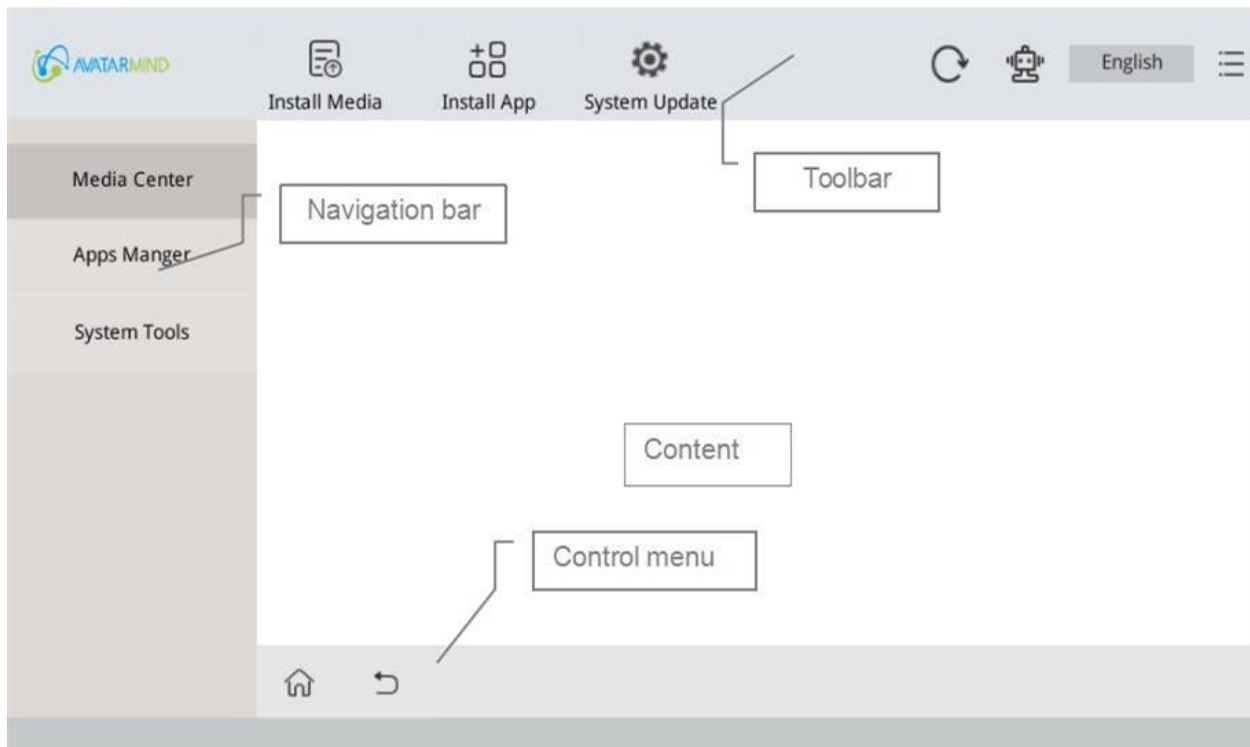 AVATARMIND
Install Media
Install App
System Update
English
Media Center
Apps Manger
System Tools
Navigation bar
Toolbar
Content
Control menu